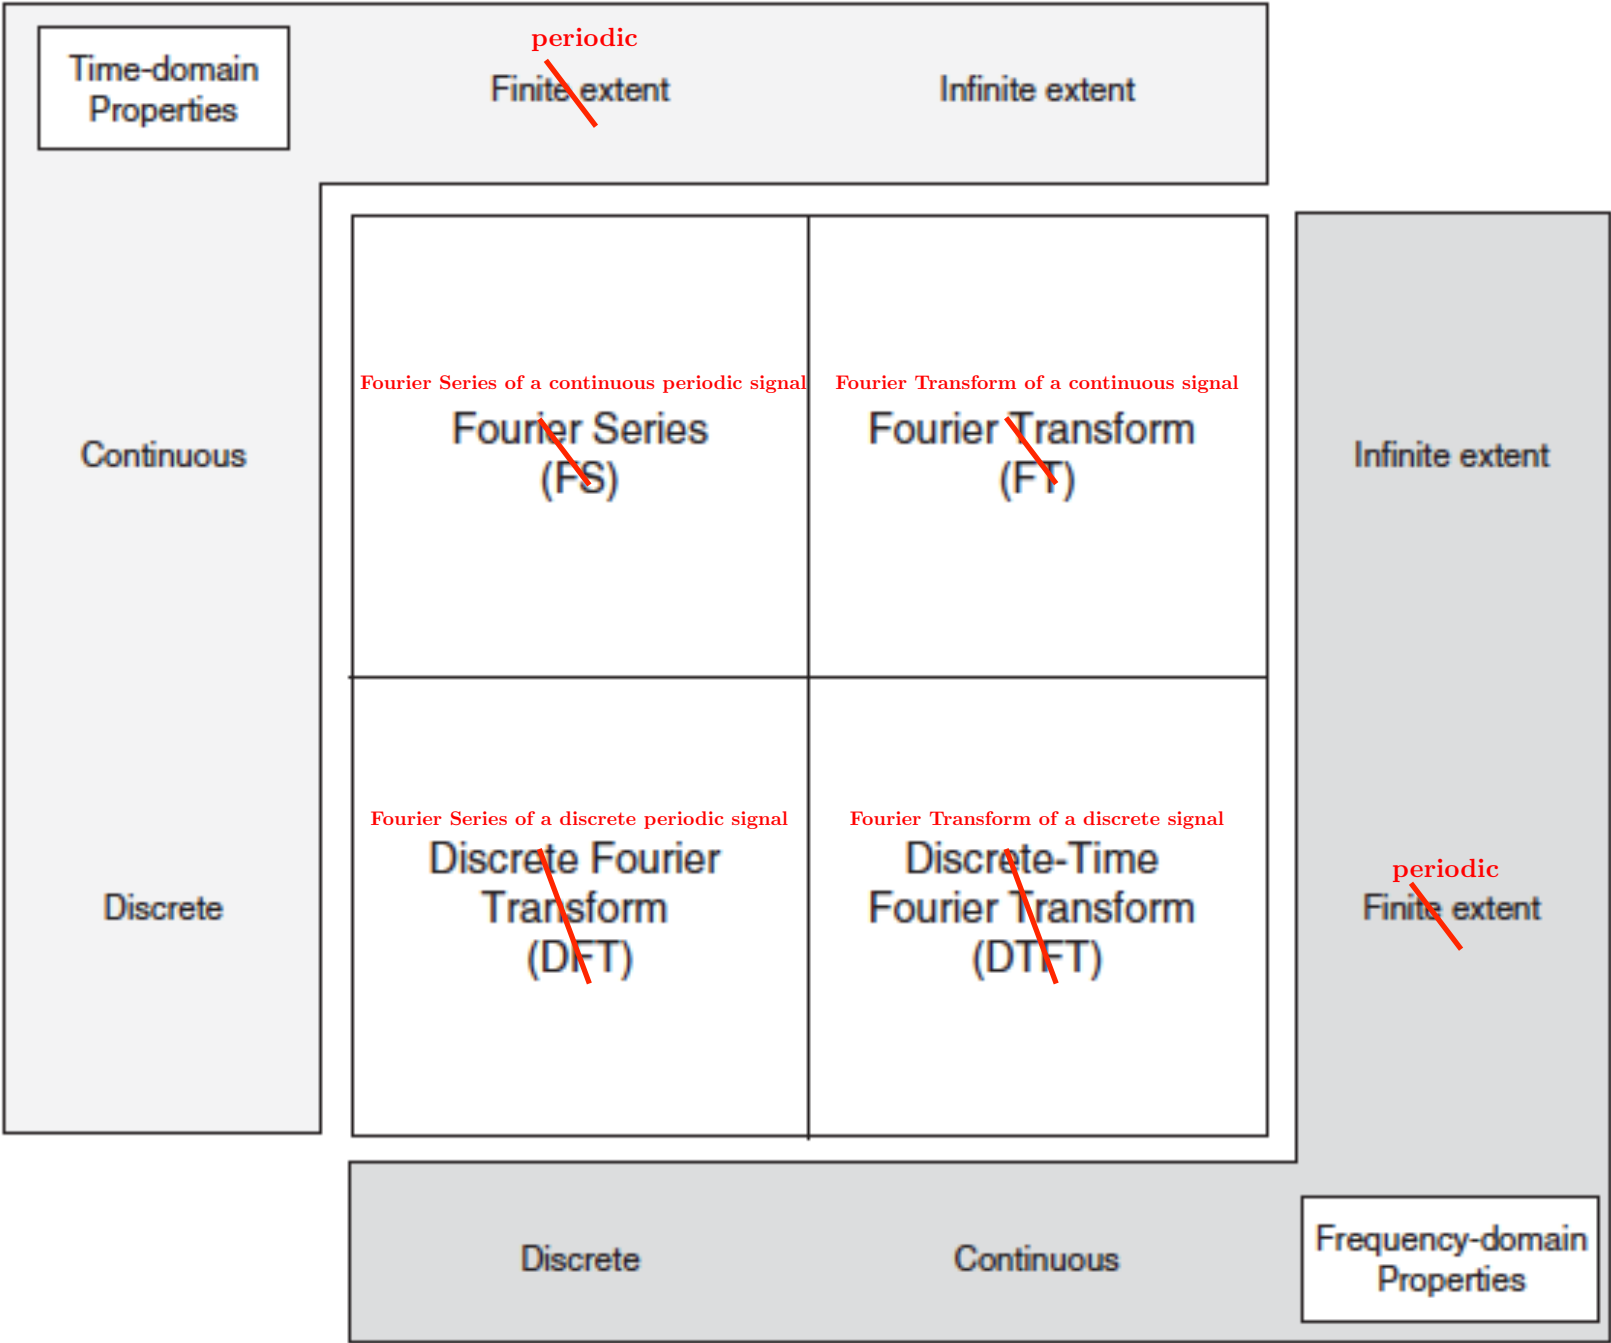 periodic
Time-domain
Properties
Finite extent
Infinite extent
Fourier Series of a continuous periodic signal
Fourier Transform of a continuous signal
Fourier Series
(FS)
Fourier Transform
(FT)
Continuous
Infinite extent
Fourier Series of a discrete periodic signal
Fourier Transform of a discrete signal
Discrete Fourier
Transform
(DFT)
Discrete-Time
Fourier Transform
(DTFT)
Discrete
periodic
Finite extent
Discrete
Continuous
Frequency-domain
Properties